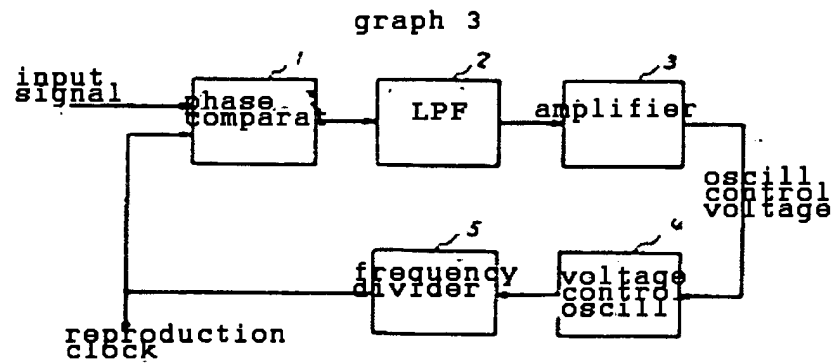 graph 3
1
2
3
input
signal
phase
comparat
LPF
amplifier
oscill
control
voltage
5
4
frequency
divider
voltage
control
oscill
reproduction
clock